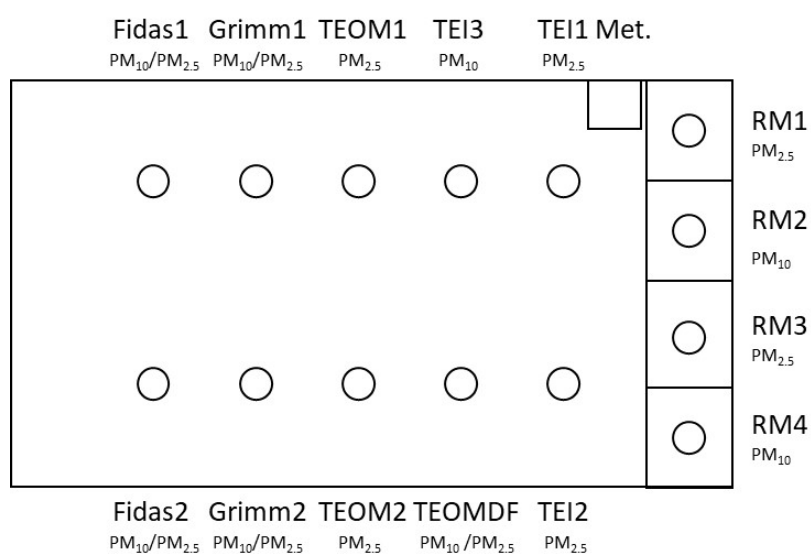 Fidas1 Grimm1 TEOM1 TEI3 TEI1 Met.
PM₁₀/PM₂.₅ PM₁₀/PM₂.₅ PM₂.₅ PM₁₀ PM₂.₅
RM1
PM₂.₅
RM2
PM₁₀
RM3
PM₂.₅
RM4
PM₁₀
Fidas2 Grimm2 TEOM2 TEOMDF TEI2
PM₁₀/PM₂.₅ PM₁₀/PM₂.₅ PM₂.₅ PM₁₀ /PM₂.₅ PM₂.₅